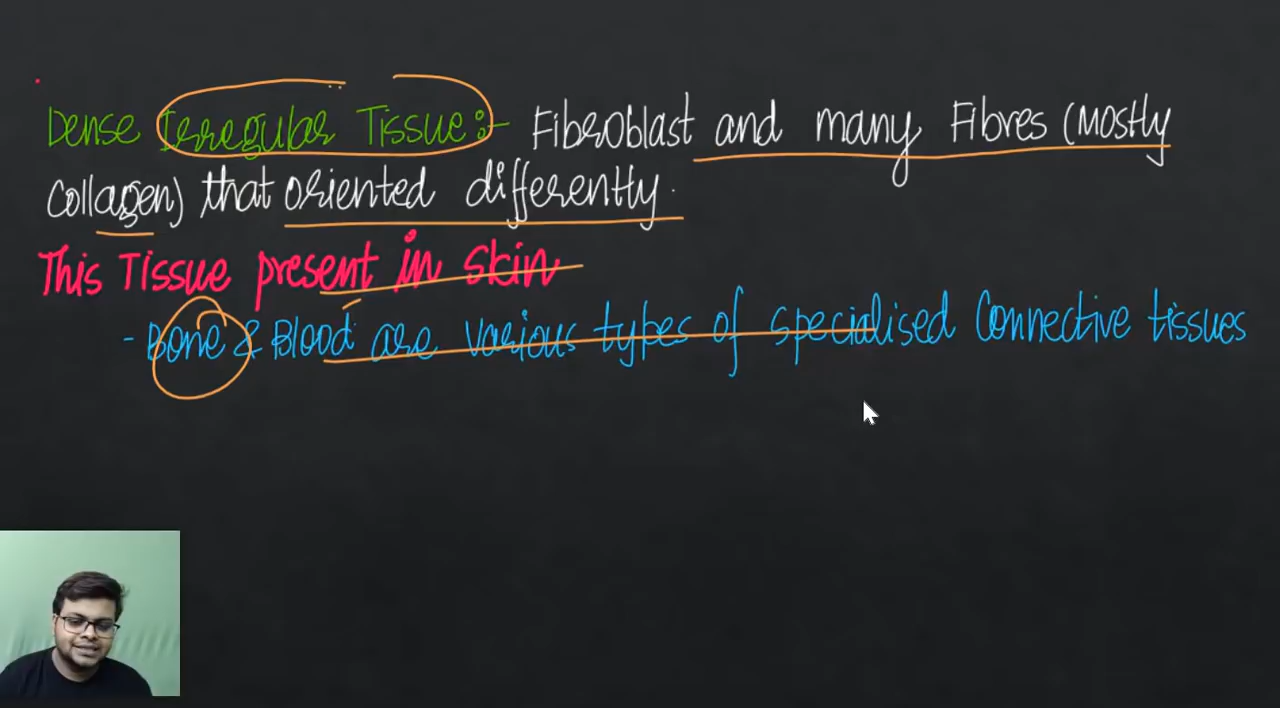 Dense Irregular Tissue:- Fibroblast and many Fibres (Mostly
Collagen) that oriented differently.
This Tissue present in skin
- Bone & Blood are various types of specialised Connective tissues